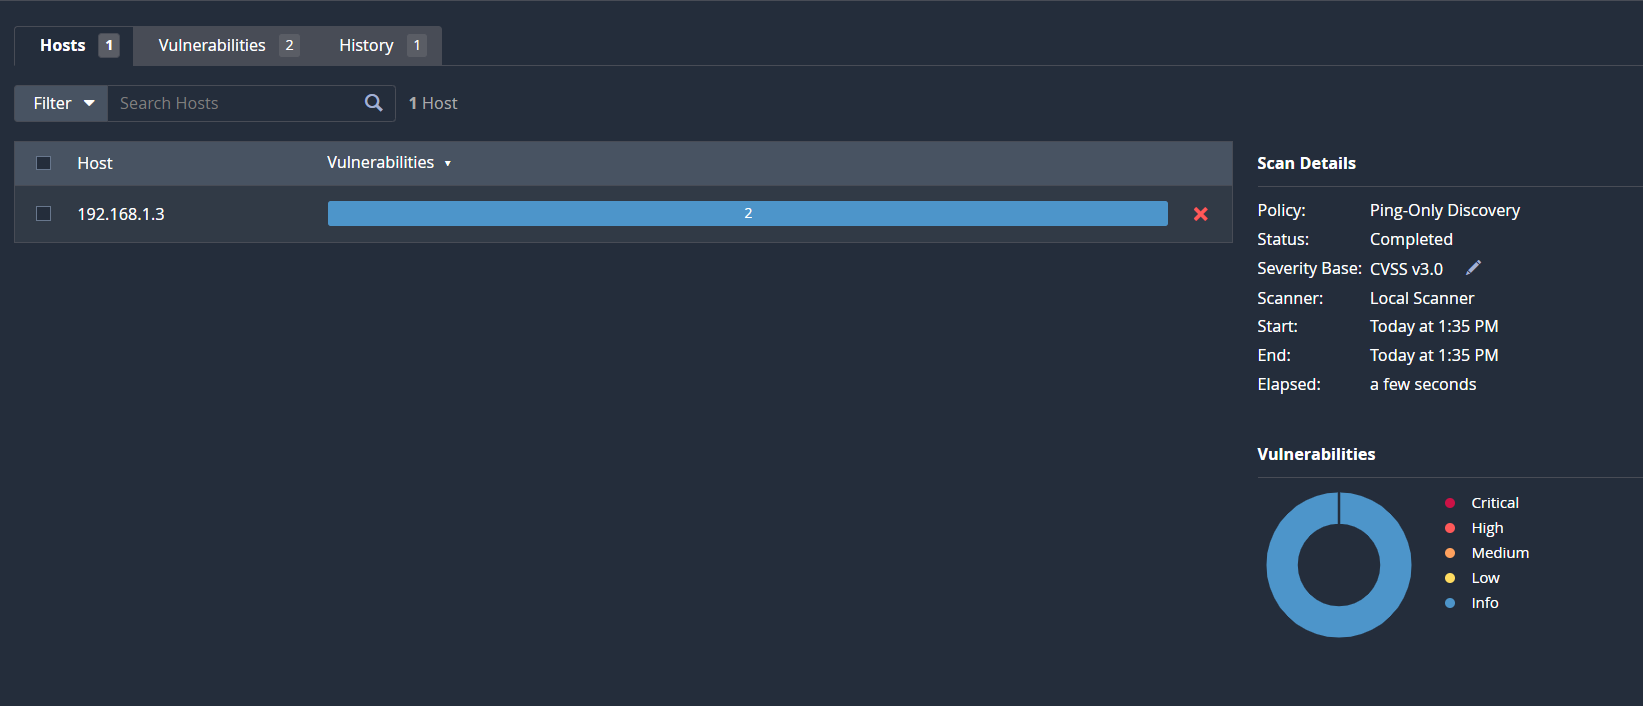 Hosts 1 Vulnerabilities 2 History 1
Filter Search Hosts 1 Host
Host Vulnerabilities
192.168.1.3 2
Scan Details
Policy: Ping-Only Discovery
Status: Completed
Severity Base: CVSS v3.0
Scanner: Local Scanner
Start: Today at 1:35 PM
End: Today at 1:35 PM
Elapsed: a few seconds
Vulnerabilities
Critical
High
Medium
Low
Info